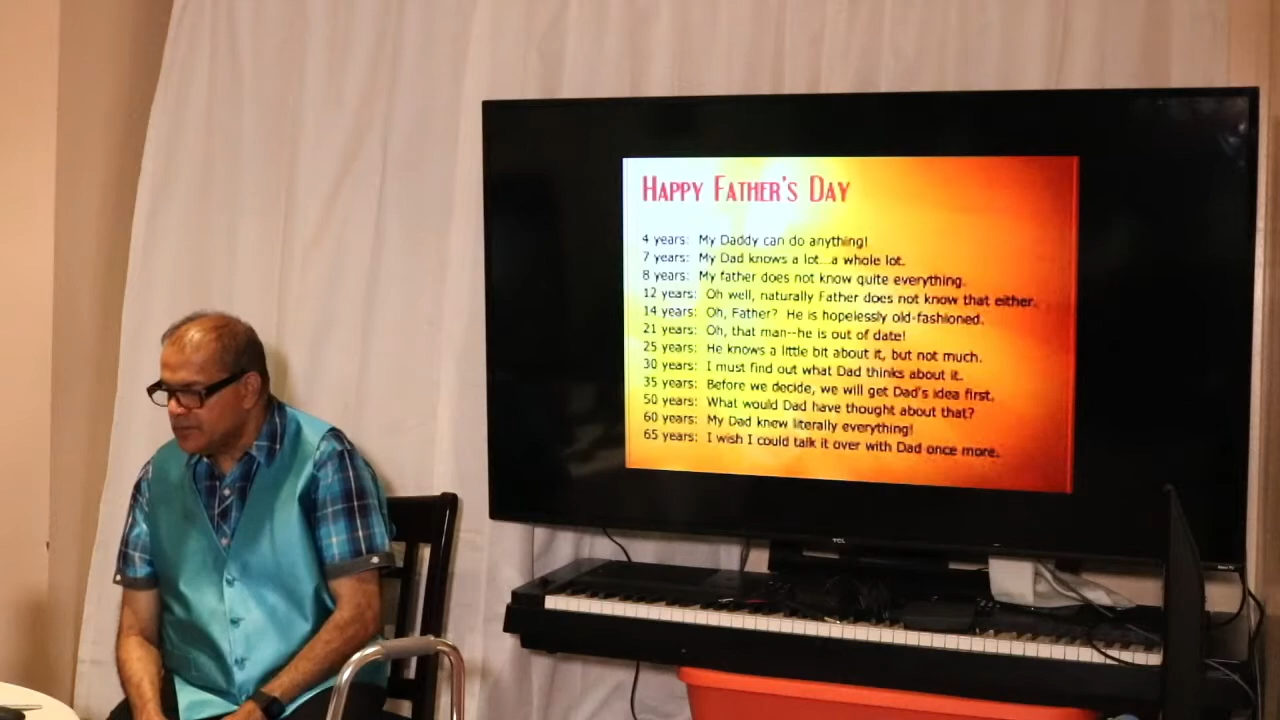 HAPPY FATHER'S DAY
4 years: My Daddy can do anything!
7 years: My Dad knows a lot...a whole lot.
8 years: My father does not know quite everything.
12 years: Oh well, naturally Father does not know that either.
14 years: Oh, Father? He is hopelessly old-fashioned.
21 years: Oh, that man--he is out of date!
25 years: He knows a little bit about it, but not much.
30 years: I must find out what Dad thinks about it.
35 years: Before we decide, we will get Dad's idea first.
50 years: What would Dad have thought about that?
60 years: My Dad knew literally everything!
65 years: I wish I could talk it over with Dad once more.
TCL